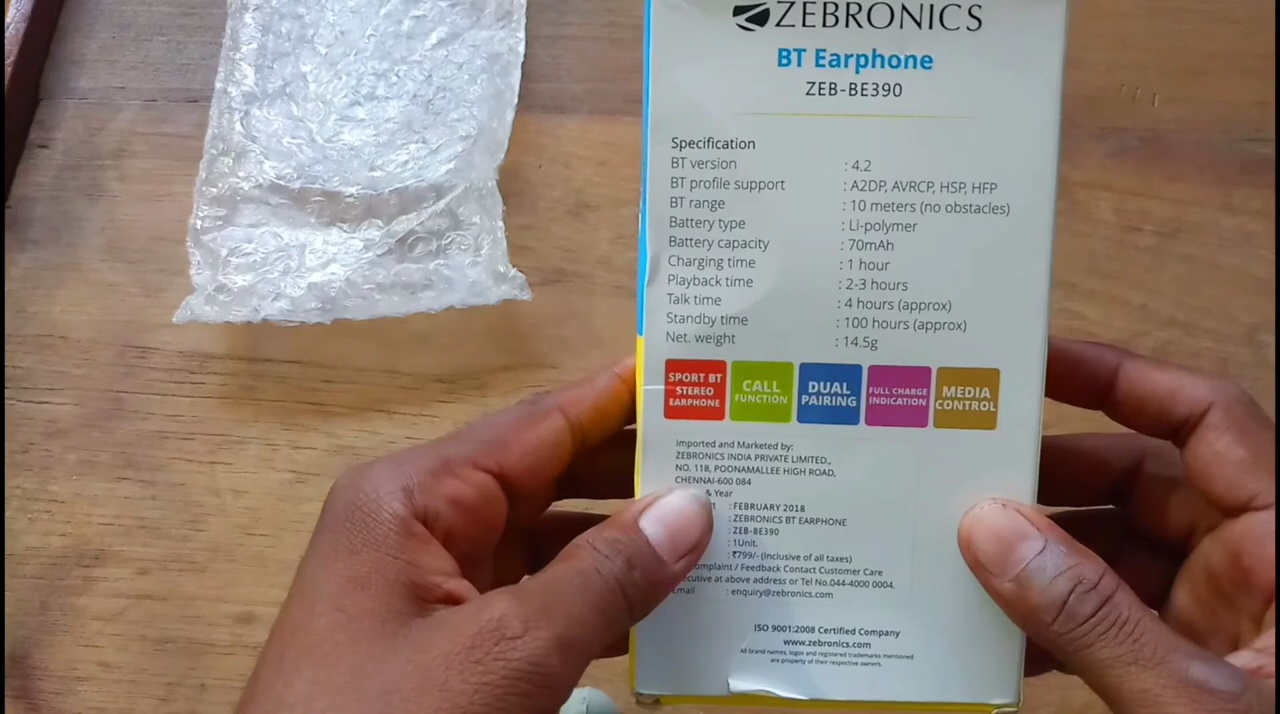 ZEBRONICS
BT Earphone
ZEB-BE390
Specification
BT version : 4.2
BT profile support : A2DP, AVRCP, HSP, HFP
BT range : 10 meters (no obstacles)
Battery type : Li-polymer
Battery capacity : 70mAh
Charging time : 1 hour
Playback time : 2-3 hours
Talk time : 4 hours (approx)
Standby time : 100 hours (approx)
Net. weight : 14.5g
SPORT BT
STEREO
EARPHONE
CALL
FUNCTION
DUAL
PAIRING
FULL CHARGE
INDICATION
MEDIA
CONTROL
Imported and Marketed by:
ZEBRONICS INDIA PRIVATE LIMITED.,
NO. 118, POONAMALLEE HIGH ROAD,
CHENNAI-600 084
& Year
: FEBRUARY 2018
: ZEBRONICS BT EARPHONE
: ZEB-BE390
: 1Unit.
: ₹799/- (Inclusive of all taxes)
/ Feedback Contact Customer Care
at above address or Tel No.044-4000 0004.
Email : enquiry@zebronics.com
ISO 9001:2008 Certified Company
www.zebronics.com
All brand names, logos and registered trademarks mentioned
are property of their respective owners.